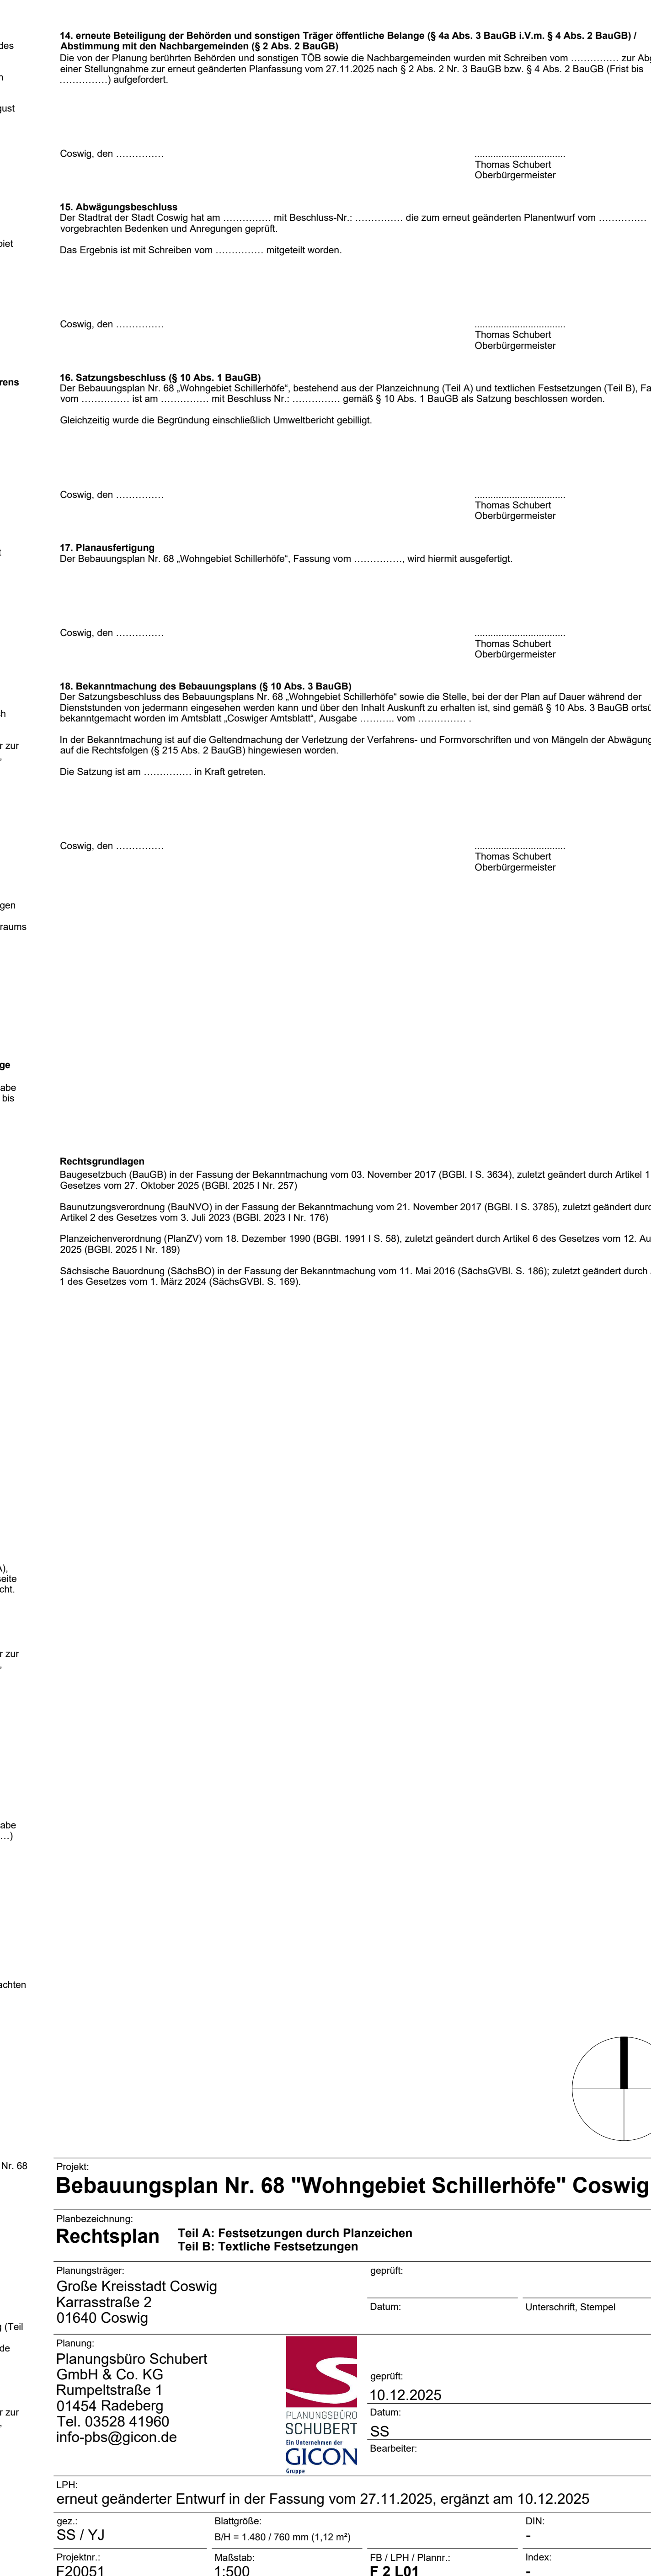 des
n
gust
biet
rens
t
ch
r zur
,
gen
raums
ge
abe
bis
A),
seite
cht.
r zur
,
abe
…)
achten
Nr. 68
g (Teil
de
r zur
,
14. erneute Beteiligung der Behörden und sonstigen Träger öffentliche Belange (§ 4a Abs. 3 BauGB i.V.m. § 4 Abs. 2 BauGB) /
Abstimmung mit den Nachbargemeinden (§ 2 Abs. 2 BauGB)
Die von der Planung berührten Behörden und sonstigen TÖB sowie die Nachbargemeinden wurden mit Schreiben vom …………… zur Abg
einer Stellungnahme zur erneut geänderten Planfassung vom 27.11.2025 nach § 2 Abs. 2 Nr. 3 BauGB bzw. § 4 Abs. 2 BauGB (Frist bis
……………) aufgefordert.
Coswig, den ……………
..................................
Thomas Schubert
Oberbürgermeister
15. Abwägungsbeschluss
Der Stadtrat der Stadt Coswig hat am …………… mit Beschluss-Nr.: …………… die zum erneut geänderten Planentwurf vom ……………
vorgebrachten Bedenken und Anregungen geprüft.
Das Ergebnis ist mit Schreiben vom …………… mitgeteilt worden.
Coswig, den ……………
..................................
Thomas Schubert
Oberbürgermeister
16. Satzungsbeschluss (§ 10 Abs. 1 BauGB)
Der Bebauungsplan Nr. 68 „Wohngebiet Schillerhöfe“, bestehend aus der Planzeichnung (Teil A) und textlichen Festsetzungen (Teil B), Fa
vom …………… ist am …………… mit Beschluss Nr.: …………… gemäß § 10 Abs. 1 BauGB als Satzung beschlossen worden.
Gleichzeitig wurde die Begründung einschließlich Umweltbericht gebilligt.
Coswig, den ……………
..................................
Thomas Schubert
Oberbürgermeister
17. Planausfertigung
Der Bebauungsplan Nr. 68 „Wohngebiet Schillerhöfe“, Fassung vom ……………, wird hiermit ausgefertigt.
Coswig, den ……………
..................................
Thomas Schubert
Oberbürgermeister
18. Bekanntmachung des Bebauungsplans (§ 10 Abs. 3 BauGB)
Der Satzungsbeschluss des Bebauungsplans Nr. 68 „Wohngebiet Schillerhöfe“ sowie die Stelle, bei der der Plan auf Dauer während der
Dienststunden von jedermann eingesehen werden kann und über den Inhalt Auskunft zu erhalten ist, sind gemäß § 10 Abs. 3 BauGB ortsü
bekanntgemacht worden im Amtsblatt „Coswiger Amtsblatt“, Ausgabe ……….. vom …………… .
In der Bekanntmachung ist auf die Geltendmachung der Verletzung der Verfahrens- und Formvorschriften und von Mängeln der Abwägung
auf die Rechtsfolgen (§ 215 Abs. 2 BauGB) hingewiesen worden.
Die Satzung ist am …………… in Kraft getreten.
Coswig, den ……………
..................................
Thomas Schubert
Oberbürgermeister
Rechtsgrundlagen
Baugesetzbuch (BauGB) in der Fassung der Bekanntmachung vom 03. November 2017 (BGBl. I S. 3634), zuletzt geändert durch Artikel 1
Gesetzes vom 27. Oktober 2025 (BGBl. 2025 I Nr. 257)
Baunutzungsverordnung (BauNVO) in der Fassung der Bekanntmachung vom 21. November 2017 (BGBl. I S. 3785), zuletzt geändert durc
Artikel 2 des Gesetzes vom 3. Juli 2023 (BGBl. 2023 I Nr. 176)
Planzeichenverordnung (PlanZV) vom 18. Dezember 1990 (BGBl. 1991 I S. 58), zuletzt geändert durch Artikel 6 des Gesetzes vom 12. Au
2025 (BGBl. 2025 I Nr. 189)
Sächsische Bauordnung (SächsBO) in der Fassung der Bekanntmachung vom 11. Mai 2016 (SächsGVBl. S. 186); zuletzt geändert durch
1 des Gesetzes vom 1. März 2024 (SächsGVBl. S. 169).
Projekt:
Bebauungsplan Nr. 68 "Wohngebiet Schillerhöfe" Coswig
Planbezeichnung:
Rechtsplan
Teil A: Festsetzungen durch Planzeichen
Teil B: Textliche Festsetzungen
Planungsträger:
Große Kreisstadt Coswig
Karrasstraße 2
01640 Coswig
geprüft:
Datum:
Unterschrift, Stempel
Planung:
Planungsbüro Schubert
GmbH & Co. KG
Rumpeltstraße 1
01454 Radeberg
Tel. 03528 41960
info-pbs@gicon.de
PLANUNGSBÜRO
SCHUBERT
Ein Unternehmen der
GICON
Gruppe
geprüft:
10.12.2025
Datum:
SS
Bearbeiter:
LPH:
erneut geänderter Entwurf in der Fassung vom 27.11.2025, ergänzt am 10.12.2025
gez.:
SS / YJ
Blattgröße:
B/H = 1.480 / 760 mm (1,12 m²)
DIN:
-
Projektnr.:
F20051
Maßstab:
1:500
FB / LPH / Plannr.:
F 2 L01
Index:
-